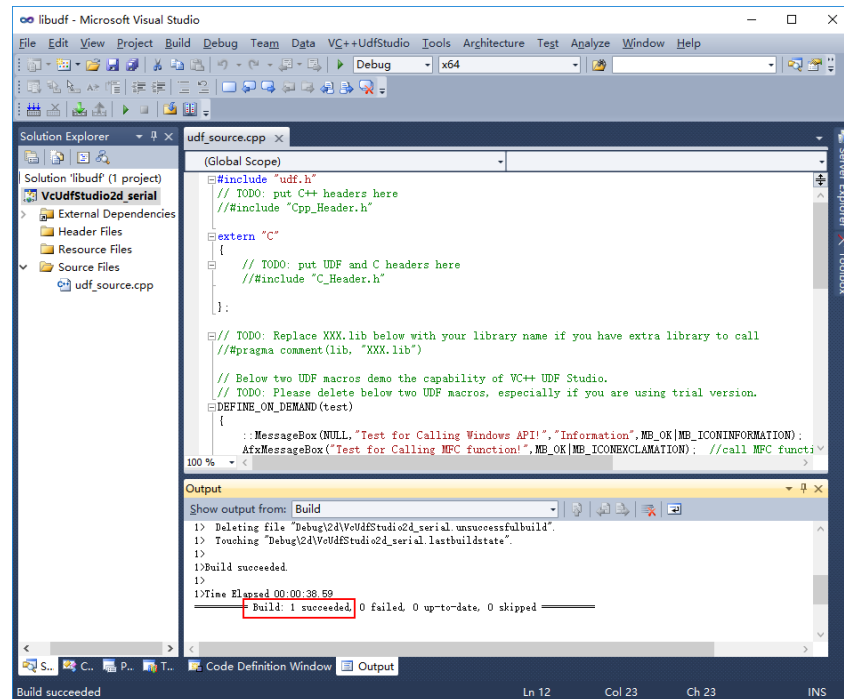 libudf - Microsoft Visual Studio
File Edit View Project Build Debug Team Data VC++UdfStudio Tools Architecture Test Analyze Window Help
Debug x64
Solution Explorer
Solution 'libudf' (1 project)
VcUdfStudio2d_serial
External Dependencies
Header Files
Resource Files
Source Files
udf_source.cpp
udf_source.cpp
(Global Scope)
#include "udf.h"
// TODO: put C++ headers here
//#include "Cpp_Header.h"
extern "C"
{
// TODO: put UDF and C headers here
//#include "C_Header.h"
};
// TODO: Replace XXX.lib below with your library name if you have extra library to call
//#pragma comment(lib, "XXX.lib")
// Below two UDF macros demo the capability of VC++ UDF Studio.
// TODO: Please delete below two UDF macros, especially if you are using trial version.
DEFINE_ON_DEMAND(test)
{
::MessageBox(NULL,"Test for Calling Windows API!","Information",MB_OK|MB_ICONINFORMATION);
AfxMessageBox("Test for Calling MFC function!",MB_OK|MB_ICONEXCLAMATION); //call MFC functi
100 %
Server Explorer
Toolbox
Output
Show output from: Build
1> Deleting file "Debug\2d\VcUdfStudio2d_serial.unsuccessfulbuild".
1> Touching "Debug\2d\VcUdfStudio2d_serial.lastbuildstate".
1>
1>Build succeeded.
1>
1>Time Elapsed 00:00:38.59
========== Build: 1 succeeded, 0 failed, 0 up-to-date, 0 skipped ==========
S... C... P... T... Code Definition Window Output
Build succeeded Ln 12 Col 23 Ch 23 INS